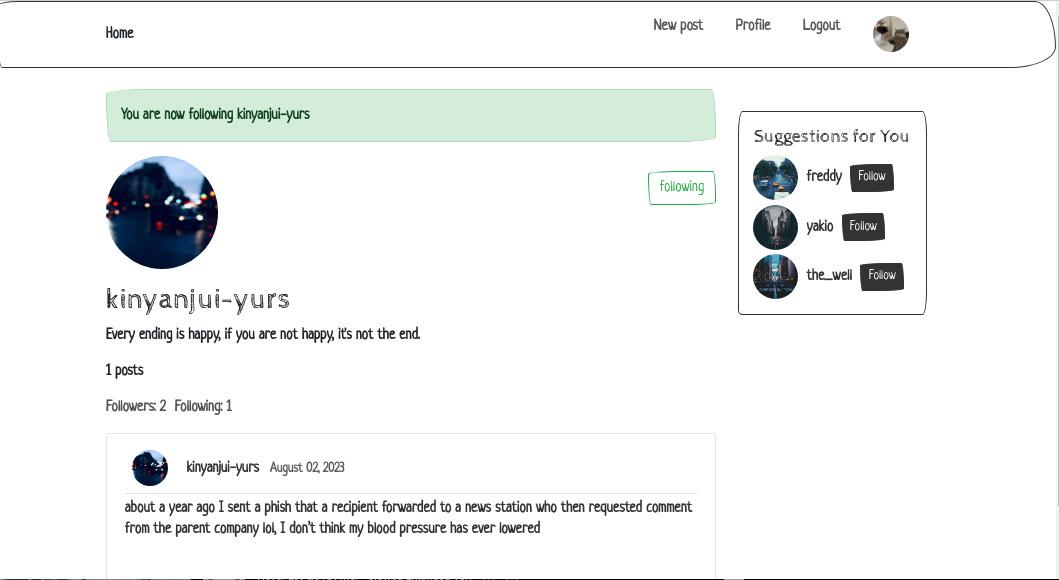 Home
New post Profile Logout
You are now following kinyanjui-yurs
following
kinyanjui-yurs
Every ending is happy, if you are not happy, it's not the end.
1 posts
Followers: 2 Following: 1
kinyanjui-yurs August 02, 2023
about a year ago I sent a phish that a recipient forwarded to a news station who then requested comment
from the parent company lol, I don't think my blood pressure has ever lowered
Suggestions for You
freddy Follow
yakio Follow
the_well Follow